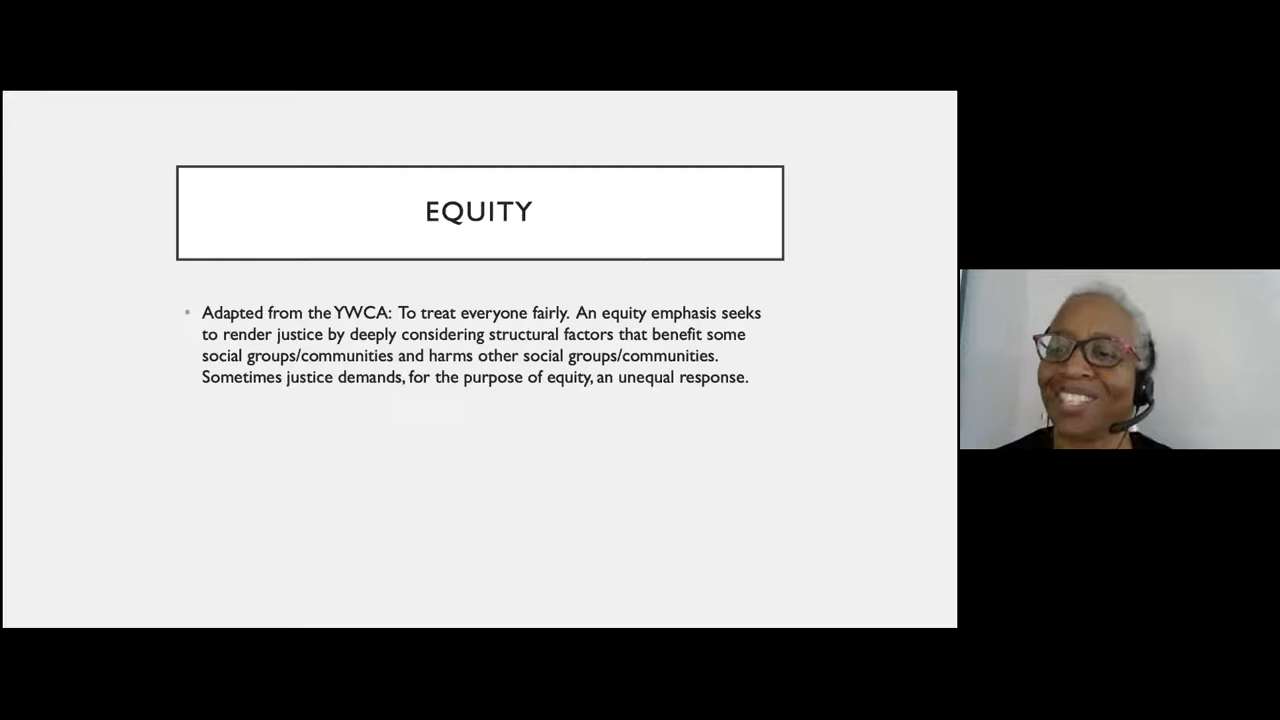 EQUITY
• Adapted from the YWCA: To treat everyone fairly. An equity emphasis seeks
to render justice by deeply considering structural factors that benefit some
social groups/communities and harms other social groups/communities.
Sometimes justice demands, for the purpose of equity, an unequal response.